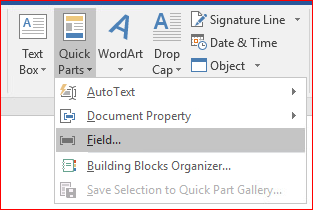 Text
Box
Quick
Parts
WordArt
Drop
Cap
Signature Line
Date & Time
Object
AutoText
Document Property
Field...
Building Blocks Organizer...
Save Selection to Quick Part Gallery...